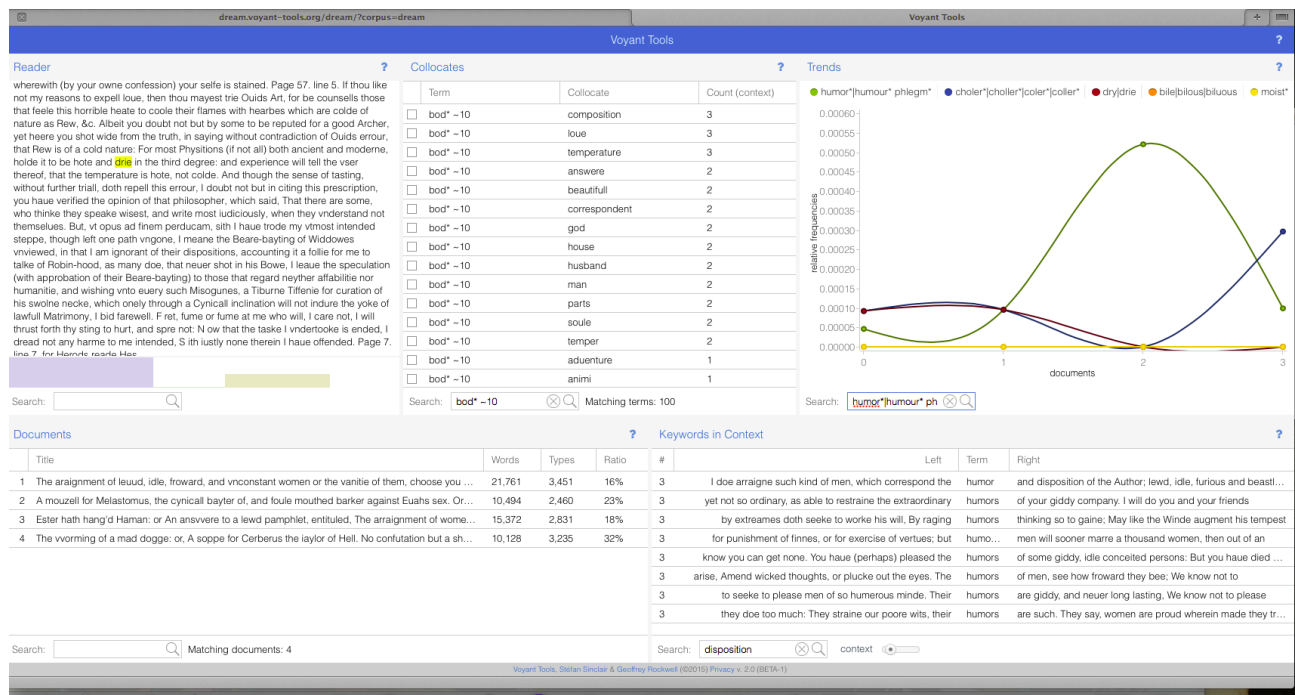 dream.voyant-tools.org/dream/?corpus=dream
Voyant Tools
Voyant Tools
?
Reader
?
wherewith (by your owne confession) your selfe is stained. Page 57. line 5. If thou like
not my reasons to expell loue, then thou mayest trie Ouids Art, for be counsells those
that feele this horrible heate to coole their flames with hearbes which are colde of
nature as Rew, &c. Albeit you doubt not but by some to be reputed for a good Archer,
yet heere you shot wide from the truth, in saying without contradiction of Ouids errour,
that Rew is of a cold nature: For most Physitions (if not all) both ancient and moderne,
holde it to be hote and drie in the third degree: and experience will tell the vser
thereof, that the temperature is hote, not colde. And though the sense of tasting,
without further triall, doth repell this errour, I doubt not but in citing this prescription,
you haue verified the opinion of that philosopher, which said, That there are some,
who thinke they speake wisest, and write most iudiciously, when they vnderstand not
themselues. But, vt opus ad finem perducam, sith I haue trode my vtmost intended
steppe, though left one path vngone, I meane the Beare-bayting of Widdowes
vnviewed, in that I am ignorant of their dispositions, accounting it a follie for me to
talke of Robin-hood, as many doe, that neuer shot in his Bowe, I leaue the speculation
(with approbation of their Beare-bayting) to those that regard neyther affabilitie nor
humanitie, and wishing vnto euery such Misogunes, a Tiburne Tiffenie for curation of
his swolne necke, which onely through a Cynicall inclination will not indure the yoke of
lawfull Matrimony, I bid farewell. F ret, fume or fume at me who will, I care not, I will
thrust forth thy sting to hurt, and spre not: N ow that the taske I vndertooke is ended, I
dread not any harme to me intended, S ith iustly none therein I haue offended. Page 7.
line 7. for Herods reade Hes
Search:
Collocates
?
Term Collocate Count (context)
bod* ~10 composition 3
bod* ~10 loue 3
bod* ~10 temperature 3
bod* ~10 answere 2
bod* ~10 beautifull 2
bod* ~10 correspondent 2
bod* ~10 god 2
bod* ~10 house 2
bod* ~10 husband 2
bod* ~10 man 2
bod* ~10 parts 2
bod* ~10 soule 2
bod* ~10 temper 2
bod* ~10 aduenture 1
bod* ~10 animi 1
Search: bod* ~10 Matching terms: 100
Trends
?
humor*|humour* phlegm* choler*|choller*|coler*|coller* dry|drie bile|bilous|biluous moist*
relative frequencies
0.00060
0.00055
0.00050
0.00045
0.00040
0.00035
0.00030
0.00025
0.00020
0.00015
0.00010
0.00005
0.00000
0 1 2 3
documents
Search: humor*|humour* ph
Documents
?
Title Words Types Ratio
1 The araignment of leuud, idle, froward, and vnconstant women or the vanitie of them, choose you ... 21,761 3,451 16%
2 A mouzell for Melastomus, the cynicall bayter of, and foule mouthed barker against Euahs sex. Or... 10,494 2,460 23%
3 Ester hath hang'd Haman: or An ansvvere to a lewd pamphlet, entituled, The arraignment of wome... 15,372 2,831 18%
4 The vvorming of a mad dogge: or, A soppe for Cerberus the iaylor of Hell. No confutation but a sh... 10,128 3,235 32%
Search: Matching documents: 4
Keywords in Context
?
# Left Term Right
3 I doe arraigne such kind of men, which correspond the humor and disposition of the Author; lewd, idle, furious and beastl...
3 yet not so ordinary, as able to restraine the extraordinary humors of your giddy company. I will do you and your friends
3 by extreames doth seeke to worke his will, By raging humors thinking so to gaine; May like the Winde augment his tempest
3 for punishment of finnes, or for exercise of vertues; but humo... men will sooner marre a thousand women, then out of an
3 know you can get none. You haue (perhaps) pleased the humors of some giddy, idle conceited persons: But you haue died ...
3 arise, Amend wicked thoughts, or plucke out the eyes. The humors of men, see how froward they bee; We know not to
3 to seeke to please men of so humerous minde. Their humors are giddy, and neuer long lasting, We know not to please
3 they doe too much: They straine our poore wits, their humors are such. They say, women are proud wherein made they tr...
Search: disposition context
Voyant Tools, Stéfan Sinclair & Geoffrey Rockwell (©2015) Privacy v. 2.0 (BETA-1)